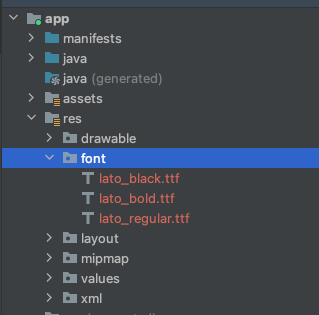 app
manifests
java
java (generated)
assets
res
drawable
font
lato_black.ttf
lato_bold.ttf
lato_regular.ttf
layout
mipmap
values
xml